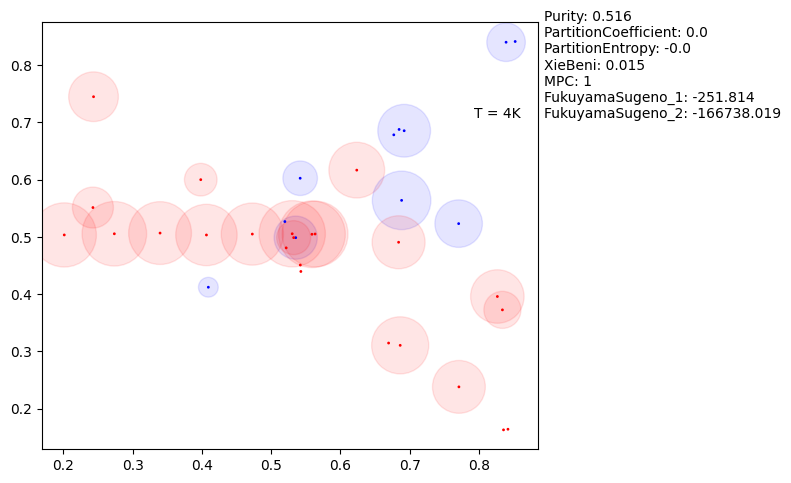 Purity: 0.516
PartitionCoefficient: 0.0
PartitionEntropy: -0.0
XieBeni: 0.015
MPC: 1
FukuyamaSugeno_1: -251.814
FukuyamaSugeno_2: -166738.019
T = 4K
0.8
0.7
0.6
0.5
0.4
0.3
0.2
0.2 0.3 0.4 0.5 0.6 0.7 0.8